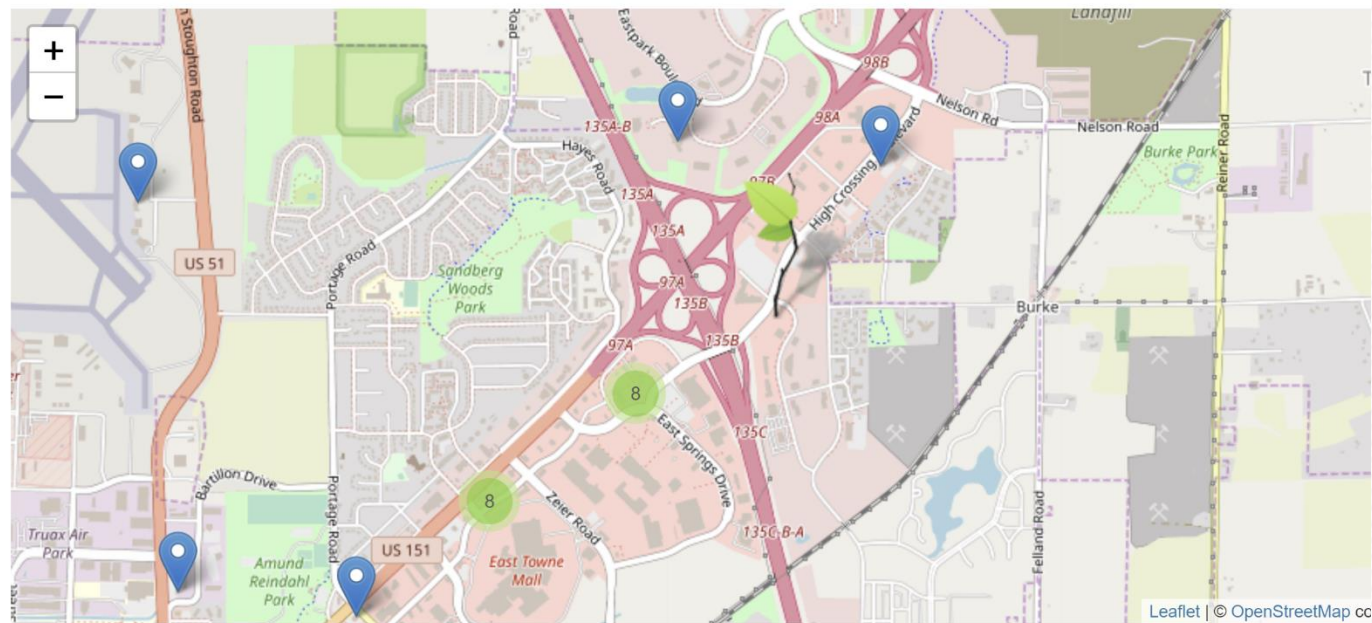 +
−
n Stoughton Road
Road
Eastpark Boul
d
98B
Landfill
Nelson Rd
98A
135A-B
Nelson Road
Reiner Road
Burke Park
Hayes Road
High Crossing
evard
97B
135A
T
135A
US 51
Portage Road
Sandberg
Woods
Park
97A
135B
Burke
97A
135B
er
8
135C
East Springs Drive
Bartillon Drive
8
Zeier Road
Portage Road
Truax Air
Park
US 151
135C-B-A
Felland Road
Amund
Reindahl
Park
East Towne
Mall
Leaflet | © OpenStreetMap co